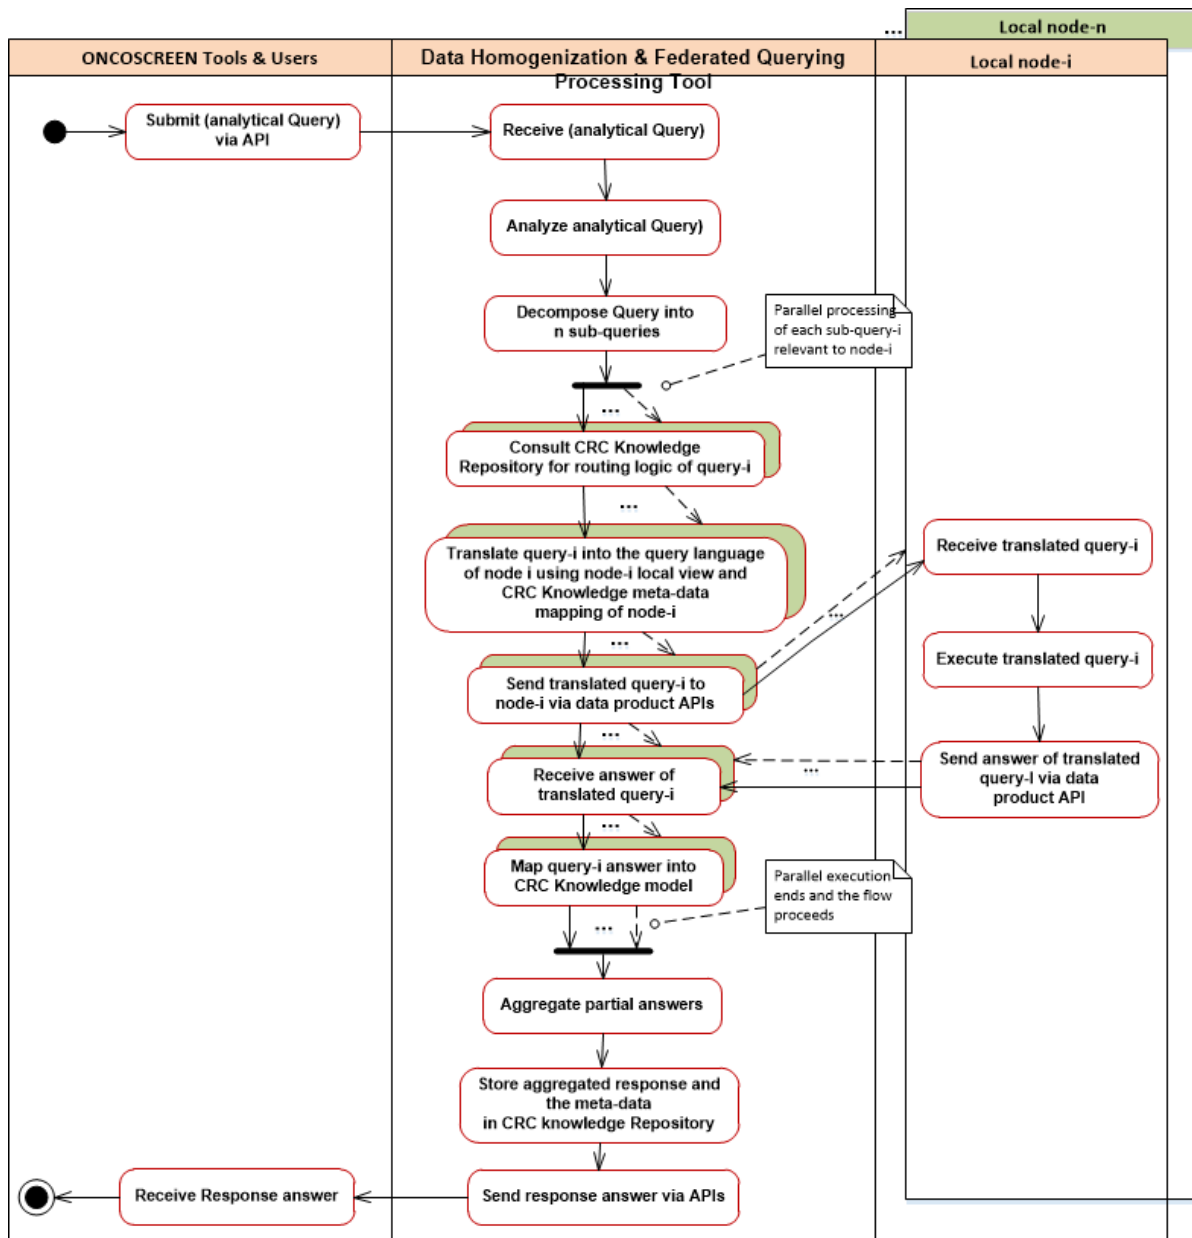 ... Local node-n
ONCOSCREEN Tools & Users
Data Homogenization & Federated Querying
Processing Tool
Local node-i
Submit (analytical Query)
via API
Receive (analytical Query)
Analyze analytical Query)
Decompose Query into
n sub-queries
Parallel processing
of each sub-query-i
relevant to node-i
...
Consult CRC Knowledge
Repository for routing logic of query-i
...
Translate query-i into the query language
of node i using node-i local view and
CRC Knowledge meta-data
mapping of node-i
Receive translated query-i
...
...
Execute translated query-i
Send translated query-i to
node-i via data product APIs
...
Receive answer of
translated query-i
...
Send answer of translated
query-I via data
product API
...
Map query-i answer into
CRC Knowledge model
Parallel execution
ends and the flow
proceeds
...
Aggregate partial answers
Store aggregated response and
the meta-data
in CRC knowledge Repository
Receive Response answer
Send response answer via APIs